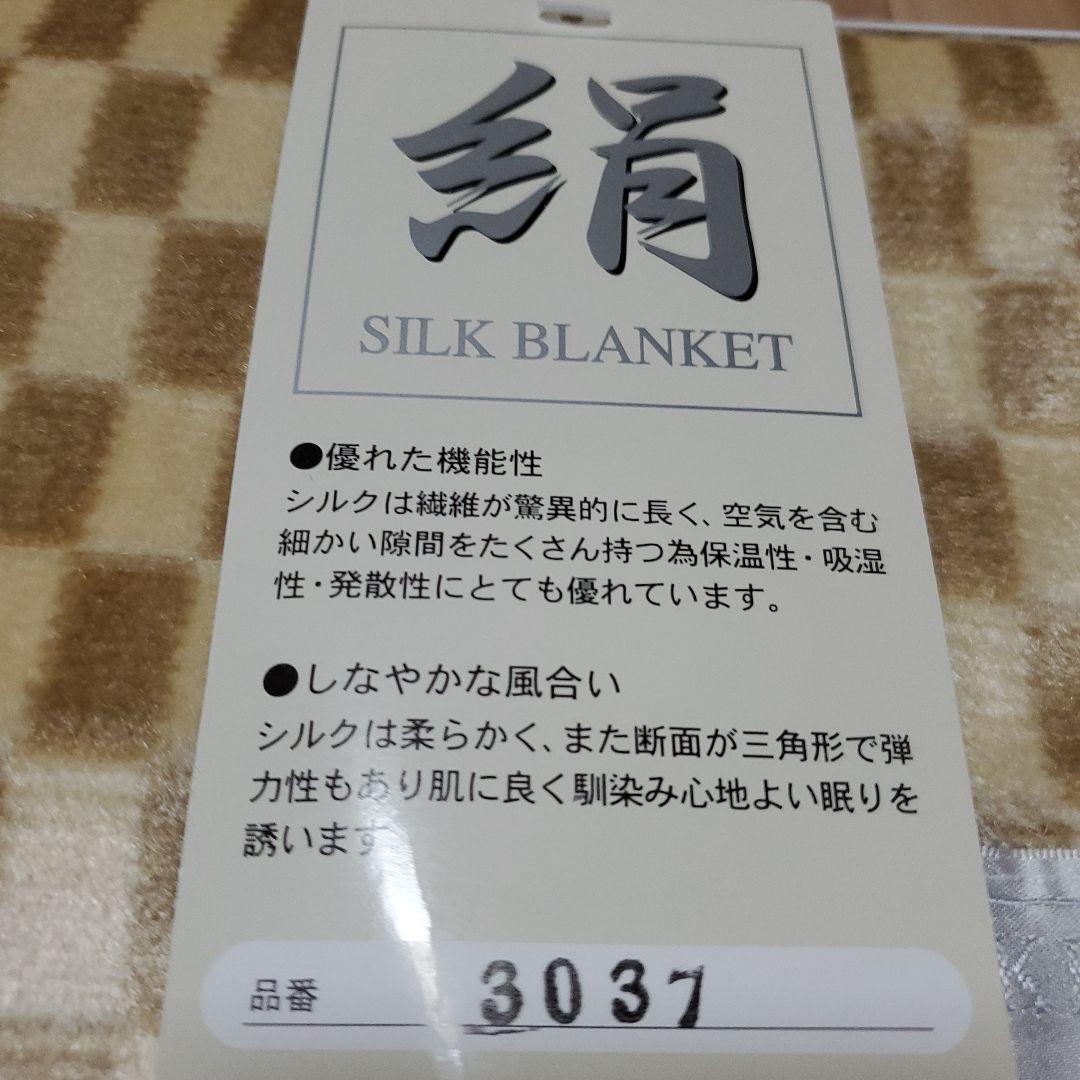 絹
SILK BLANKET
●優れた機能性
シルクは繊維が驚異的に長く、空気を含む
細かい隙間をたくさん持つ為保温性・吸湿
性・発散性にとても優れています。
●しなやかな風合い
シルクは柔らかく、また断面が三角形で弾
力性もあり肌に良く馴染み心地よい眠りを
誘います
品番 3037